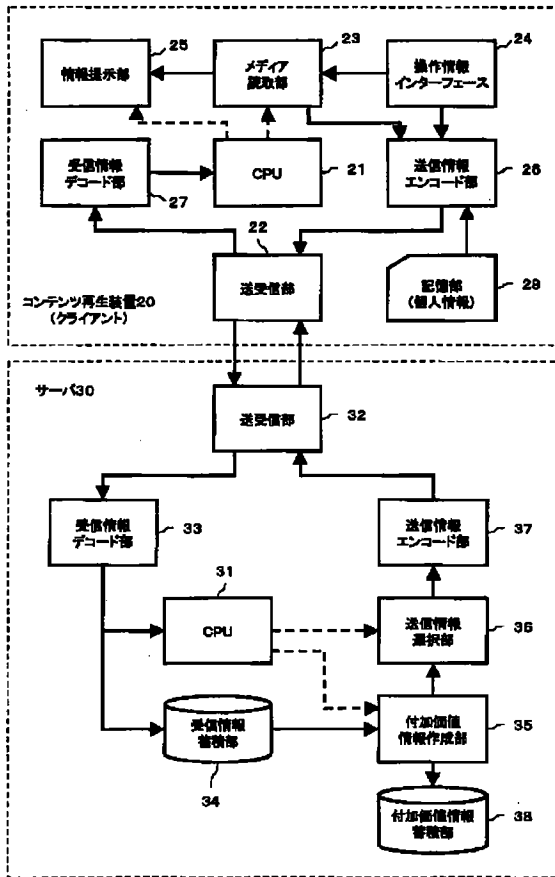 25
23
24
情報提示部
メディア
読取部
操作情報
インターフェース
受信情報
デコード部
27
CPU
21
送信情報
エンコード部
26
22
送受信部
記憶部
(個人情報)
28
コンテンツ再生装置20
(クライアント)
サーバ30
送受信部
32
受信情報
デコード部
33
送信情報
エンコード部
37
31
CPU
送信情報
選択部
36
受信情報
蓄積部
34
付加価値
情報作成部
35
付加価値情報
蓄積部
38